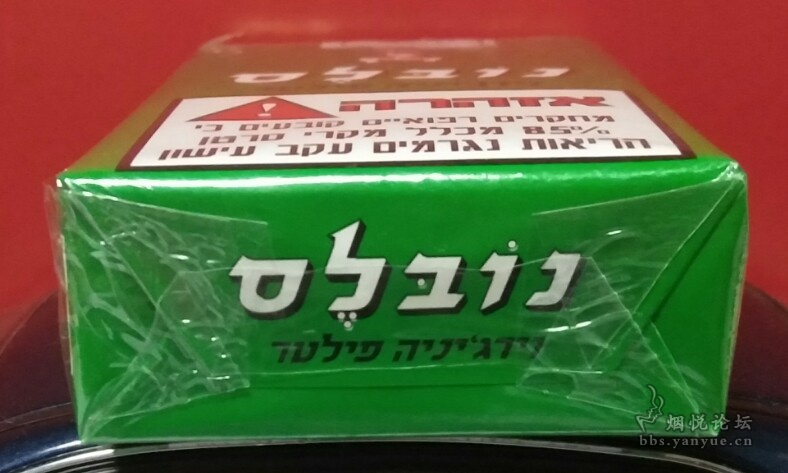 נובלס
אזהרה
מחקרים רפואיים קובעים כי
85% מכלל מקרי סרטן
הריאות נגרמים עקב עישון
נוֹבּלֶס
וירג'יניה פילטר
烟悦论坛
bbs.yanyue.cn